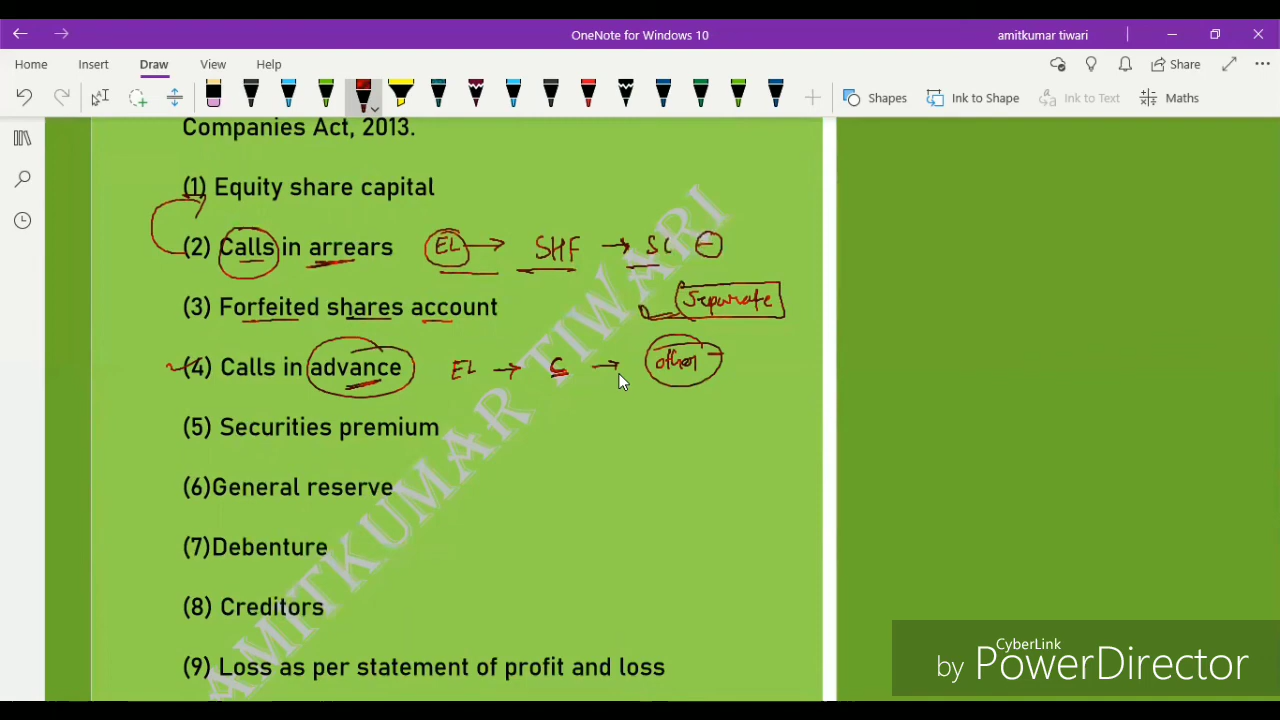 OneNote for Windows 10
amitkumar tiwari
Home Insert Draw View Help
Share
Shapes Ink to Shape Ink to Text Maths
Companies Act, 2013.
(1) Equity share capital
(2) Calls in arrears EL → SHF → SC -
(3) Forfeited shares account Separate
(4) Calls in advance EL → C → other
(5) Securities premium
(6)General reserve
(7)Debenture
(8) Creditors
(9) Loss as per statement of profit and loss
AMITKUMAR TIWARI
CyberLink
by PowerDirector